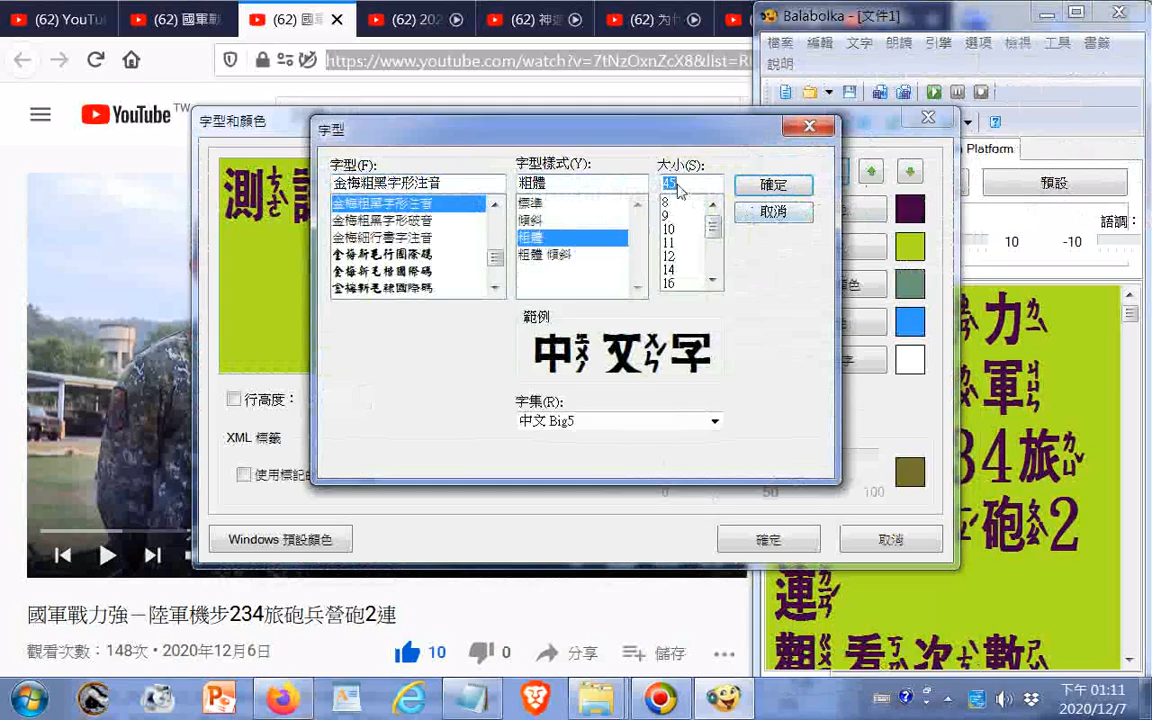 (62) YouTu
(62) 國軍戰
(62) 國
(62) 202
(62) 神
(62) 为什
Balabolka - [文件1]
檔案 編輯 文字 朗讀 引擎 選項 檢視 工具 書籤
說明
https://www.youtube.com/watch?v=7tNzOxnZcX8&list=R
YouTube TW
字型和顏色
字型
Platform
預設
語調:
10 -10
測試
字型(F):
金梅粗黑字形注音
金梅粗黑字形注音
金梅粗黑字形破音
金梅細行書字注音
金梅新毛行國際碼
金梅新毛楷國際碼
金梅新毛隸國際碼
字型樣式(Y):
粗體
標準
傾斜
粗體
粗體 傾斜
大小(S):
45
8
9
10
11
12
14
16
確定
取消
範例
中文字
字集(R):
中文 Big5
行高度:
XML 標籤
使用標記的
0 50 100
Windows 預設顏色
確定
取消
力
軍
34旅
砲2
連
觀看次數
國軍戰力強－陸軍機步234旅砲兵營砲2連
觀看次數:148次 • 2020年12月6日
10
0
分享
儲存
下午 01:11
2020/12/7